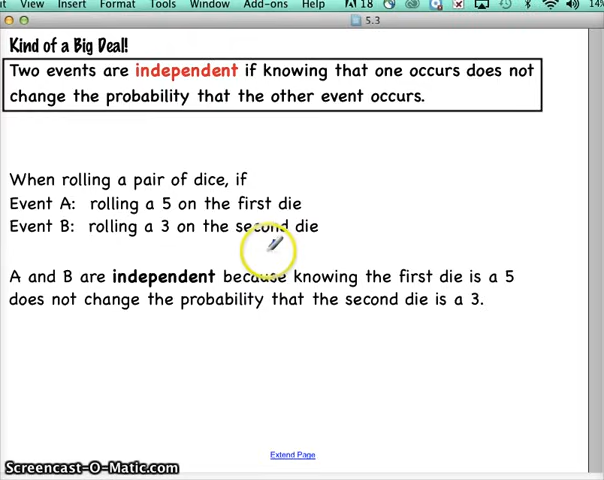 View Insert Format Tools Window Add-ons Help 18 14%
5.3
Kind of a Big Deal!
Two events are independent if knowing that one occurs does not
change the probability that the other event occurs.
When rolling a pair of dice, if
Event A: rolling a 5 on the first die
Event B: rolling a 3 on the second die
A and B are independent because knowing the first die is a 5
does not change the probability that the second die is a 3.
Extend Page
Screencast-O-Matic.com